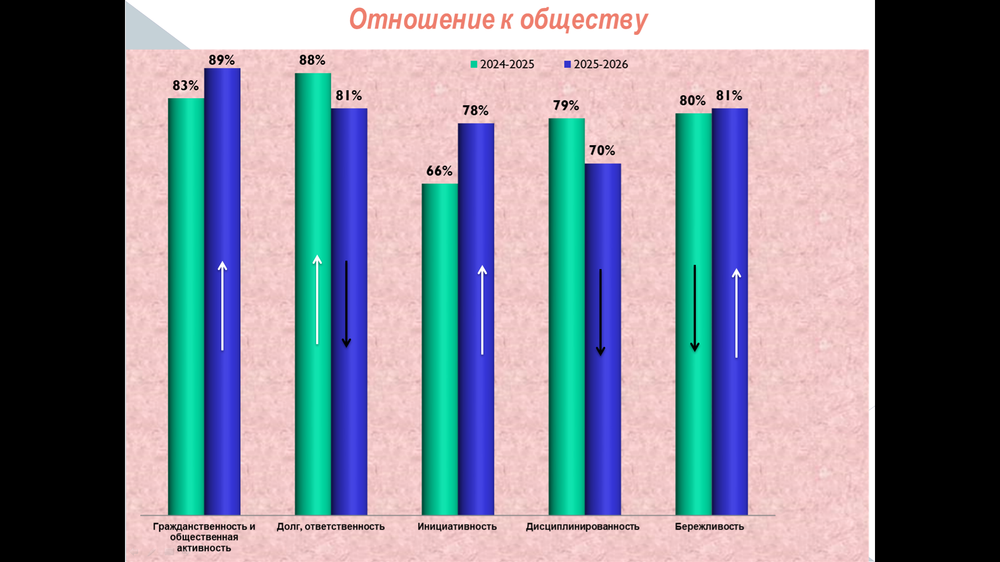 Отношение к обществу
2024-2025 2025-2026
83% 89% 88% 81% 66% 78% 79% 70% 80% 81%
Гражданственность и
общественная
активность
Долг, ответственность
Инициативность
Дисциплинированность
Бережливость